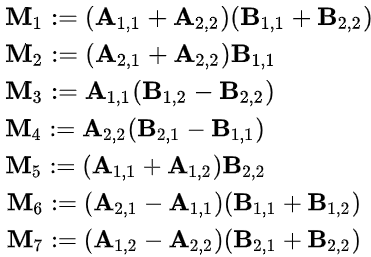 M₁ := (A₁,₁ + A₂,₂)(B₁,₁ + B₂,₂)
M₂ := (A₂,₁ + A₂,₂)B₁,₁
M₃ := A₁,₁(B₁,₂ − B₂,₂)
M₄ := A₂,₂(B₂,₁ − B₁,₁)
M₅ := (A₁,₁ + A₁,₂)B₂,₂
M₆ := (A₂,₁ − A₁,₁)(B₁,₁ + B₁,₂)
M₇ := (A₁,₂ − A₂,₂)(B₂,₁ + B₂,₂)